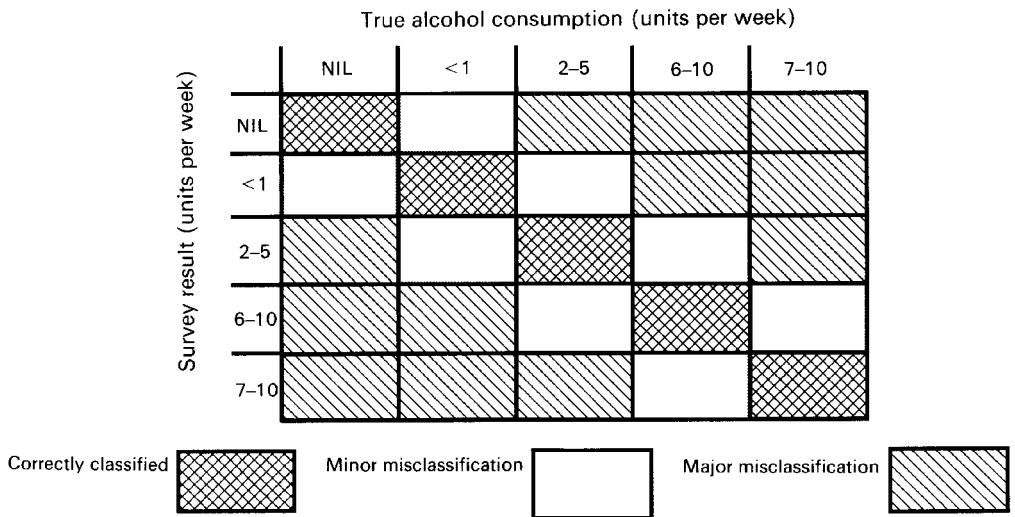 True alcohol consumption (units per week)
NIL <1 2–5 6–10 7–10
Survey result (units per week)
NIL
<1
2–5
6–10
7–10
Correctly classified Minor misclassification Major misclassification